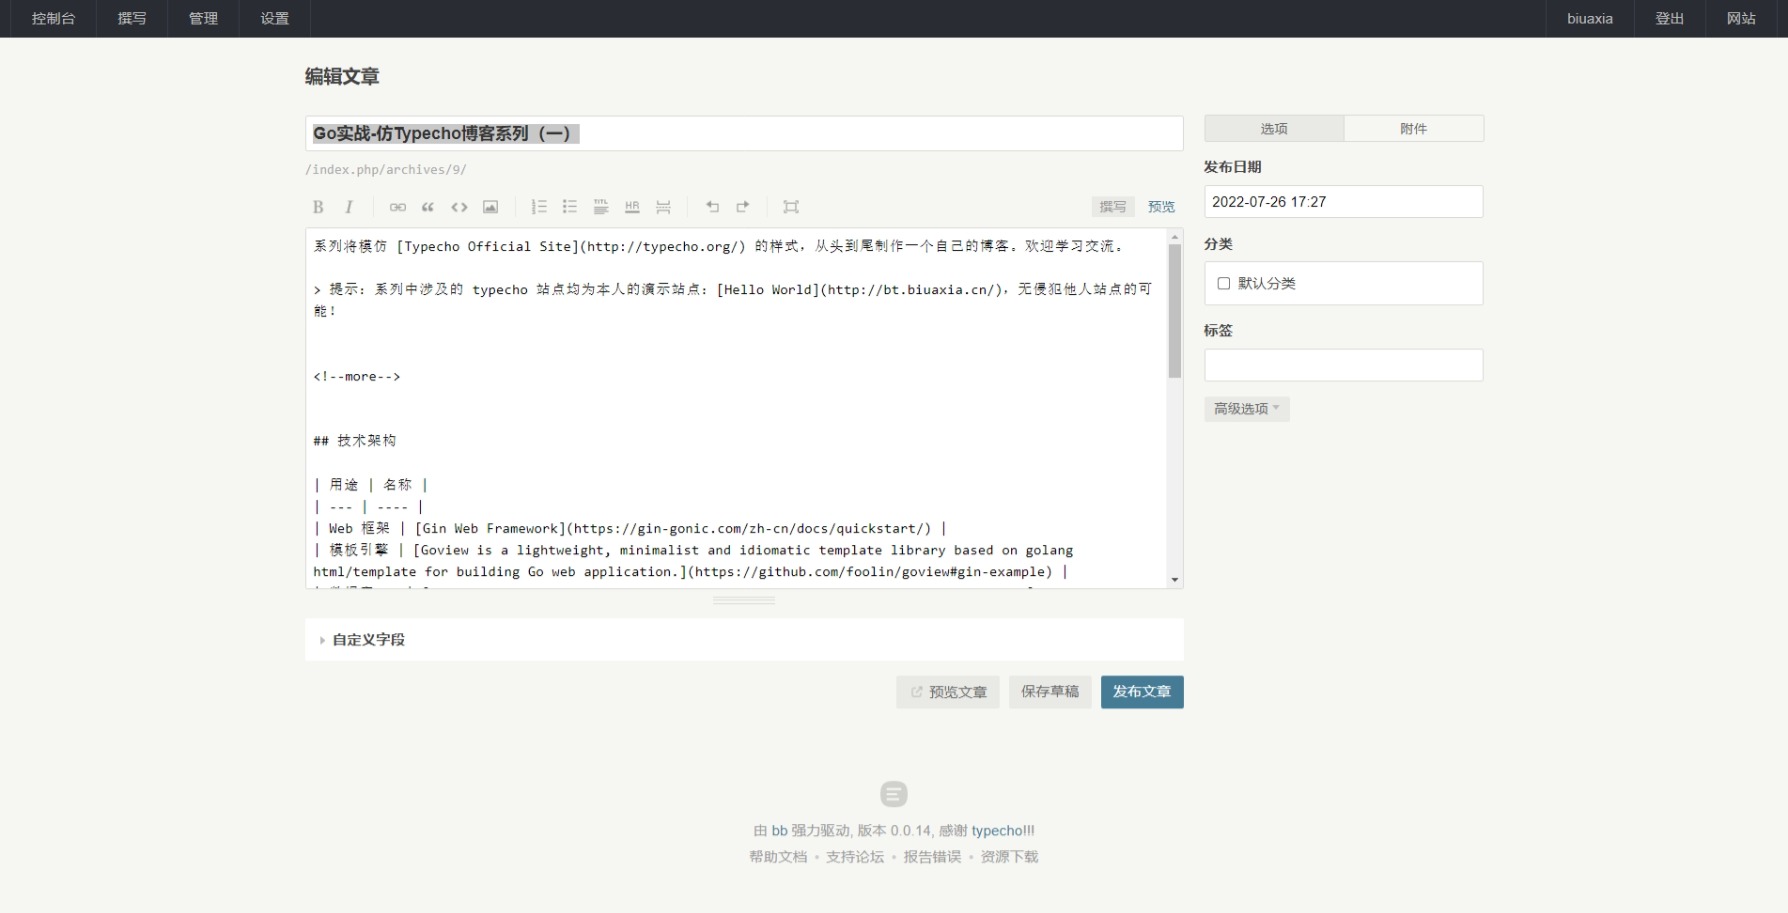 控制台 撰写 管理 设置 biuaxia 登出 网站
编辑文章
Go实战-仿Typecho博客系列（一）
/index.php/archives/9/
B I HR 撰写 预览
系列将模仿 [Typecho Official Site](http://typecho.org/) 的样式，从头到尾制作一个自己的博客。欢迎学习交流。
> 提示：系列中涉及的 typecho 站点均为本人的演示站点：[Hello World](http://bt.biuaxia.cn/)，无侵犯他人站点的可
能！
<!--more-->
## 技术架构
| 用途 | 名称 |
| --- | ---- |
| Web 框架 | [Gin Web Framework](https://gin-gonic.com/zh-cn/docs/quickstart/) |
| 模板引擎 | [Goview is a lightweight, minimalist and idiomatic template library based on golang
html/template for building Go web application.](https://github.com/foolin/goview#gin-example) |
自定义字段
预览文章 保存草稿 发布文章
选项 附件
发布日期
2022-07-26 17:27
分类
默认分类
标签
高级选项
由 bb 强力驱动, 版本 0.0.14, 感谢 typecho!!!
帮助文档 • 支持论坛 • 报告错误 • 资源下载